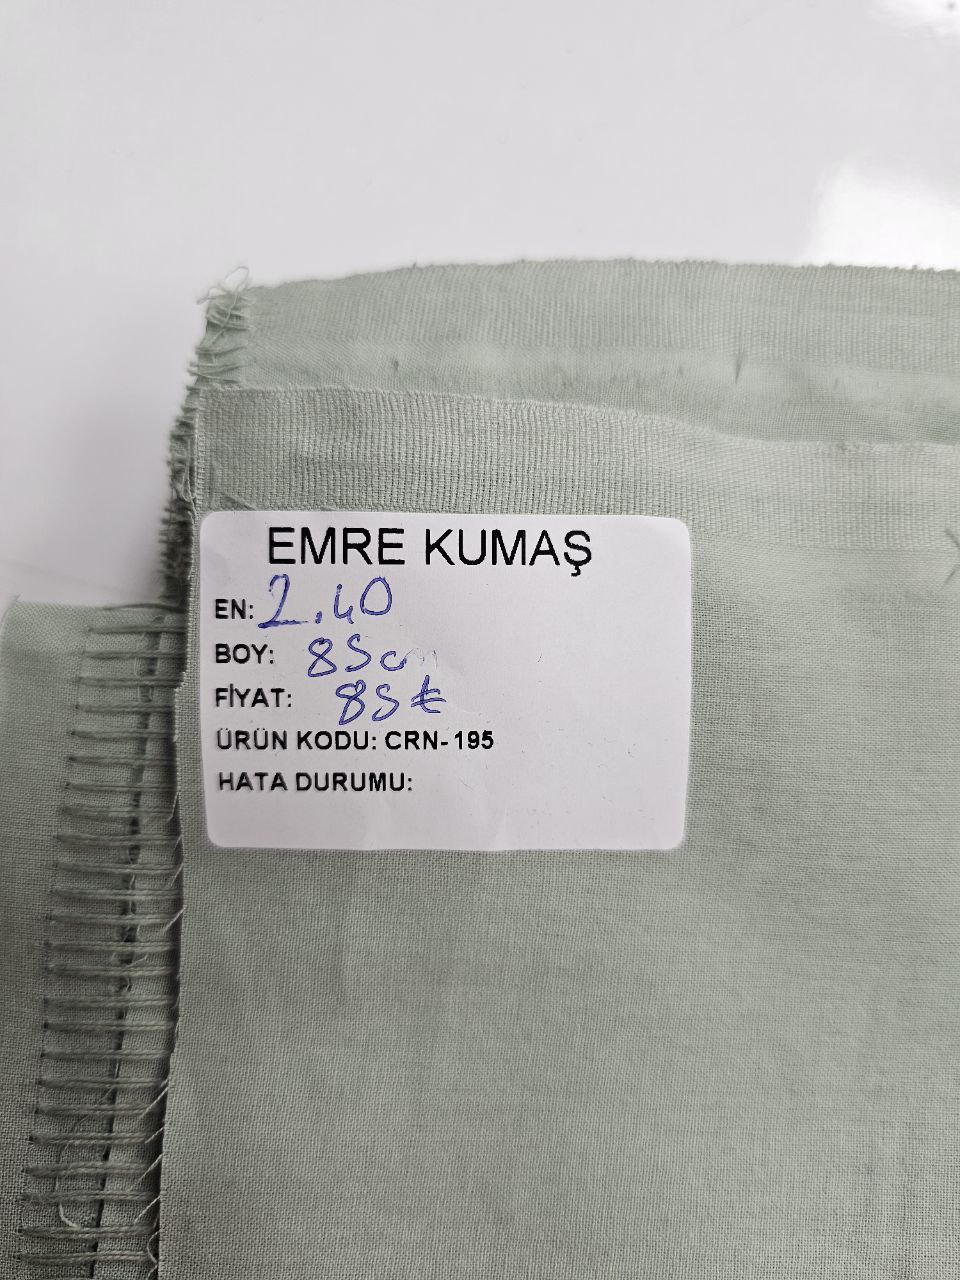 EMRE KUMAŞ
EN: 2.40
BOY: 85cm
FİYAT: 85₺
ÜRÜN KODU: CRN-195
HATA DURUMU: